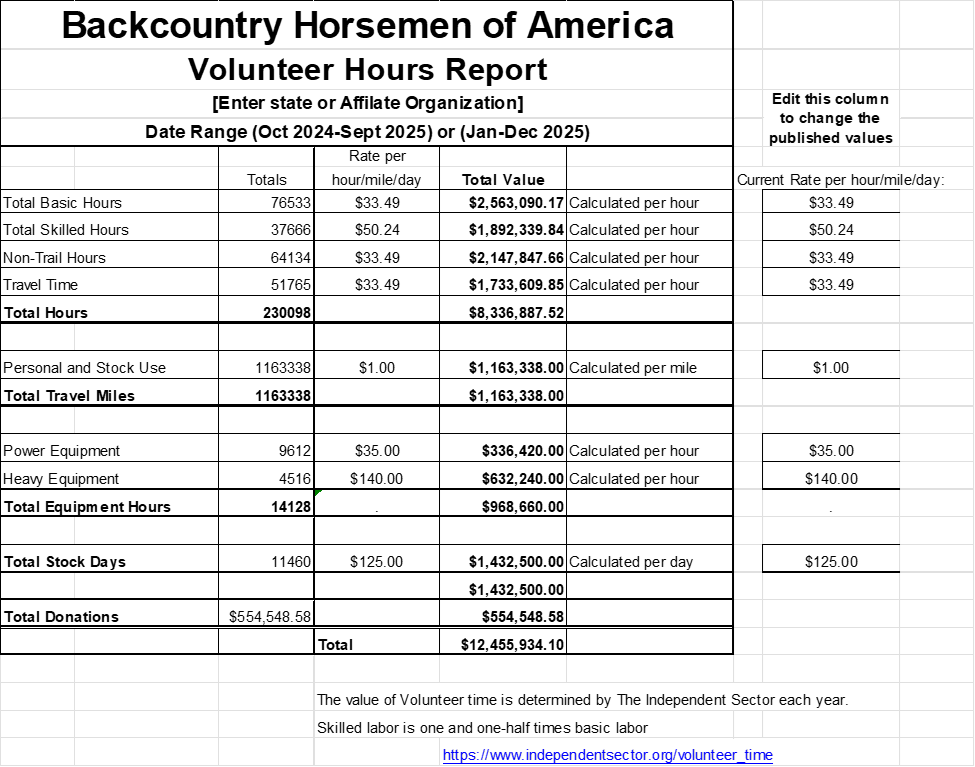 Backcountry Horsemen of America
Volunteer Hours Report
[Enter state or Affilate Organization]
Date Range (Oct 2024-Sept 2025) or (Jan-Dec 2025)
Edit this column
to change the
published values
Totals Rate per hour/mile/day Total Value Current Rate per hour/mile/day:
Total Basic Hours 76533 $33.49 $2,563,090.17 Calculated per hour $33.49
Total Skilled Hours 37666 $50.24 $1,892,339.84 Calculated per hour $50.24
Non-Trail Hours 64134 $33.49 $2,147,847.66 Calculated per hour $33.49
Travel Time 51765 $33.49 $1,733,609.85 Calculated per hour $33.49
Total Hours 230098 $8,336,887.52
Personal and Stock Use 1163338 $1.00 $1,163,338.00 Calculated per mile $1.00
Total Travel Miles 1163338 $1,163,338.00
Power Equipment 9612 $35.00 $336,420.00 Calculated per hour $35.00
Heavy Equipment 4516 $140.00 $632,240.00 Calculated per hour $140.00
Total Equipment Hours 14128 . $968,660.00 .
Total Stock Days 11460 $125.00 $1,432,500.00 Calculated per day $125.00
$1,432,500.00
Total Donations $554,548.58 $554,548.58
Total $12,455,934.10
The value of Volunteer time is determined by The Independent Sector each year.
Skilled labor is one and one-half times basic labor
https://www.independentsector.org/volunteer_time